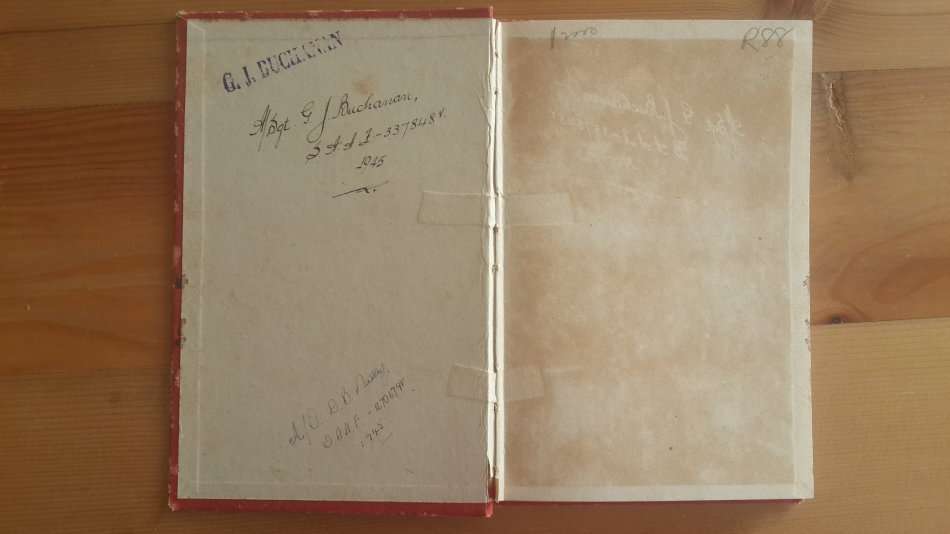 G. J. BUCHANAN
A/Sgt. G J Buchanan,
S A A F - 337848V.
1945
D. B.
S.A.A.F. -
1945
R88